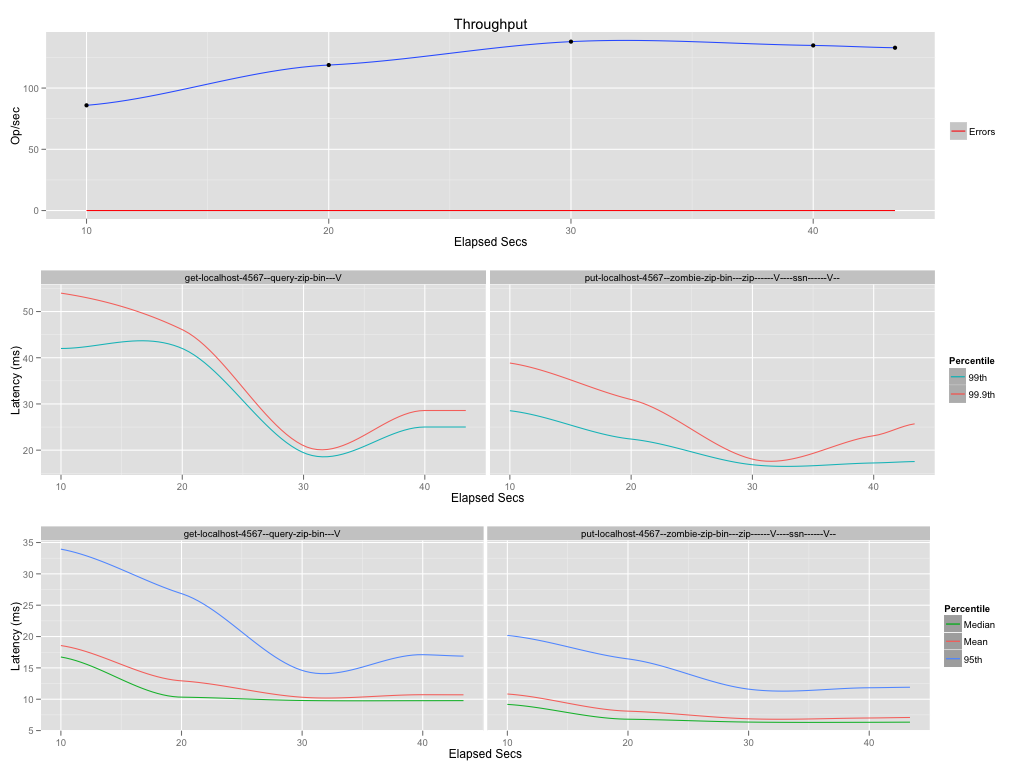 Throughput
Op/sec
100
50
0
10 20 30 40
Elapsed Secs
Errors
get-localhost-4567--query-zip-bin---V
put-localhost-4567--zombie-zip-bin---zip------V----ssn------V--
Latency (ms)
50
40
30
20
10 20 30 40 10 20 30 40
Elapsed Secs
Percentile
99th
99.9th
get-localhost-4567--query-zip-bin---V
put-localhost-4567--zombie-zip-bin---zip------V----ssn------V--
Latency (ms)
35
30
25
20
15
10
5
10 20 30 40 10 20 30 40
Elapsed Secs
Percentile
Median
Mean
95th